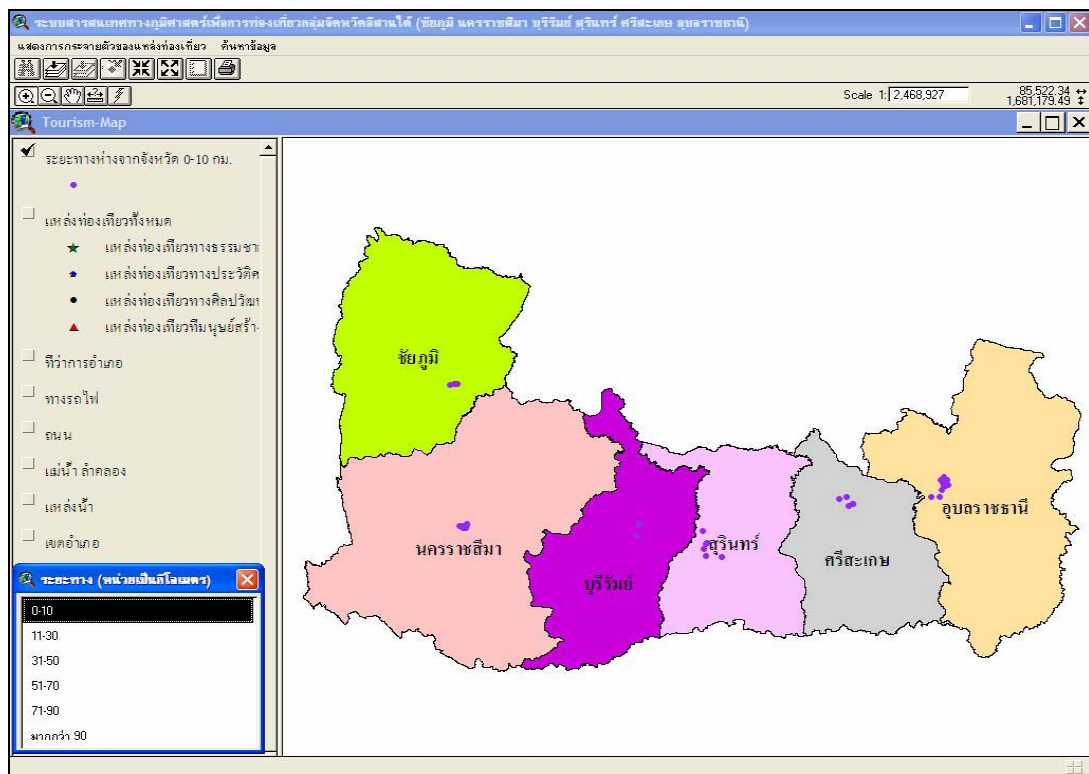 ระบบสารสนเทศทางภูมิศาสตร์เพื่อการท่องเที่ยวกลุ่มจังหวัดอีสานใต้ (ชัยภูมิ นครราชสีมา บุรีรัมย์ สุรินทร์ ศรีสะเกษ อุบลราชธานี)
แสดงการกระจายตัวของแหล่งท่องเที่ยว ค้นหาข้อมูล
Scale 1: 2,468,927
85,522.34
1,681,179.49
Tourism-Map
ระยะทางห่างจากจังหวัด 0-10 กม.
แหล่งท่องเที่ยวทั้งหมด
แหล่งท่องเที่ยวทางธรรมชา
แหล่งท่องเที่ยวทางประวัติศ
แหล่งท่องเที่ยวทางศิลปวัฒ
แหล่งท่องเที่ยวที่มนุษย์สร้า
ที่ว่าการอำเภอ
ทางรถไฟ
ถนน
แม่น้ำ ลำคลอง
แหล่งน้ำ
เขตอำเภอ
ระยะทาง (หน่วยเป็นกิโลเมตร)
0-10
11-30
31-50
51-70
71-90
มากกว่า 90
ชัยภูมิ
นครราชสีมา
บุรีรัมย์
สุรินทร์
ศรีสะเกษ
อุบลราชธานี